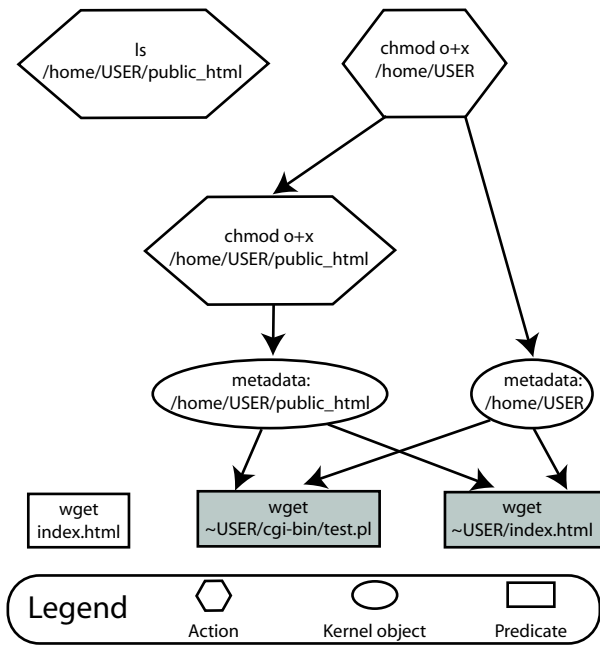 ls
/home/USER/public_html
chmod o+x
/home/USER
chmod o+x
/home/USER/public_html
metadata:
/home/USER/public_html
metadata:
/home/USER
wget
index.html
wget
~USER/cgi-bin/test.pl
wget
~USER/index.html
Legend
Action
Kernel object
Predicate